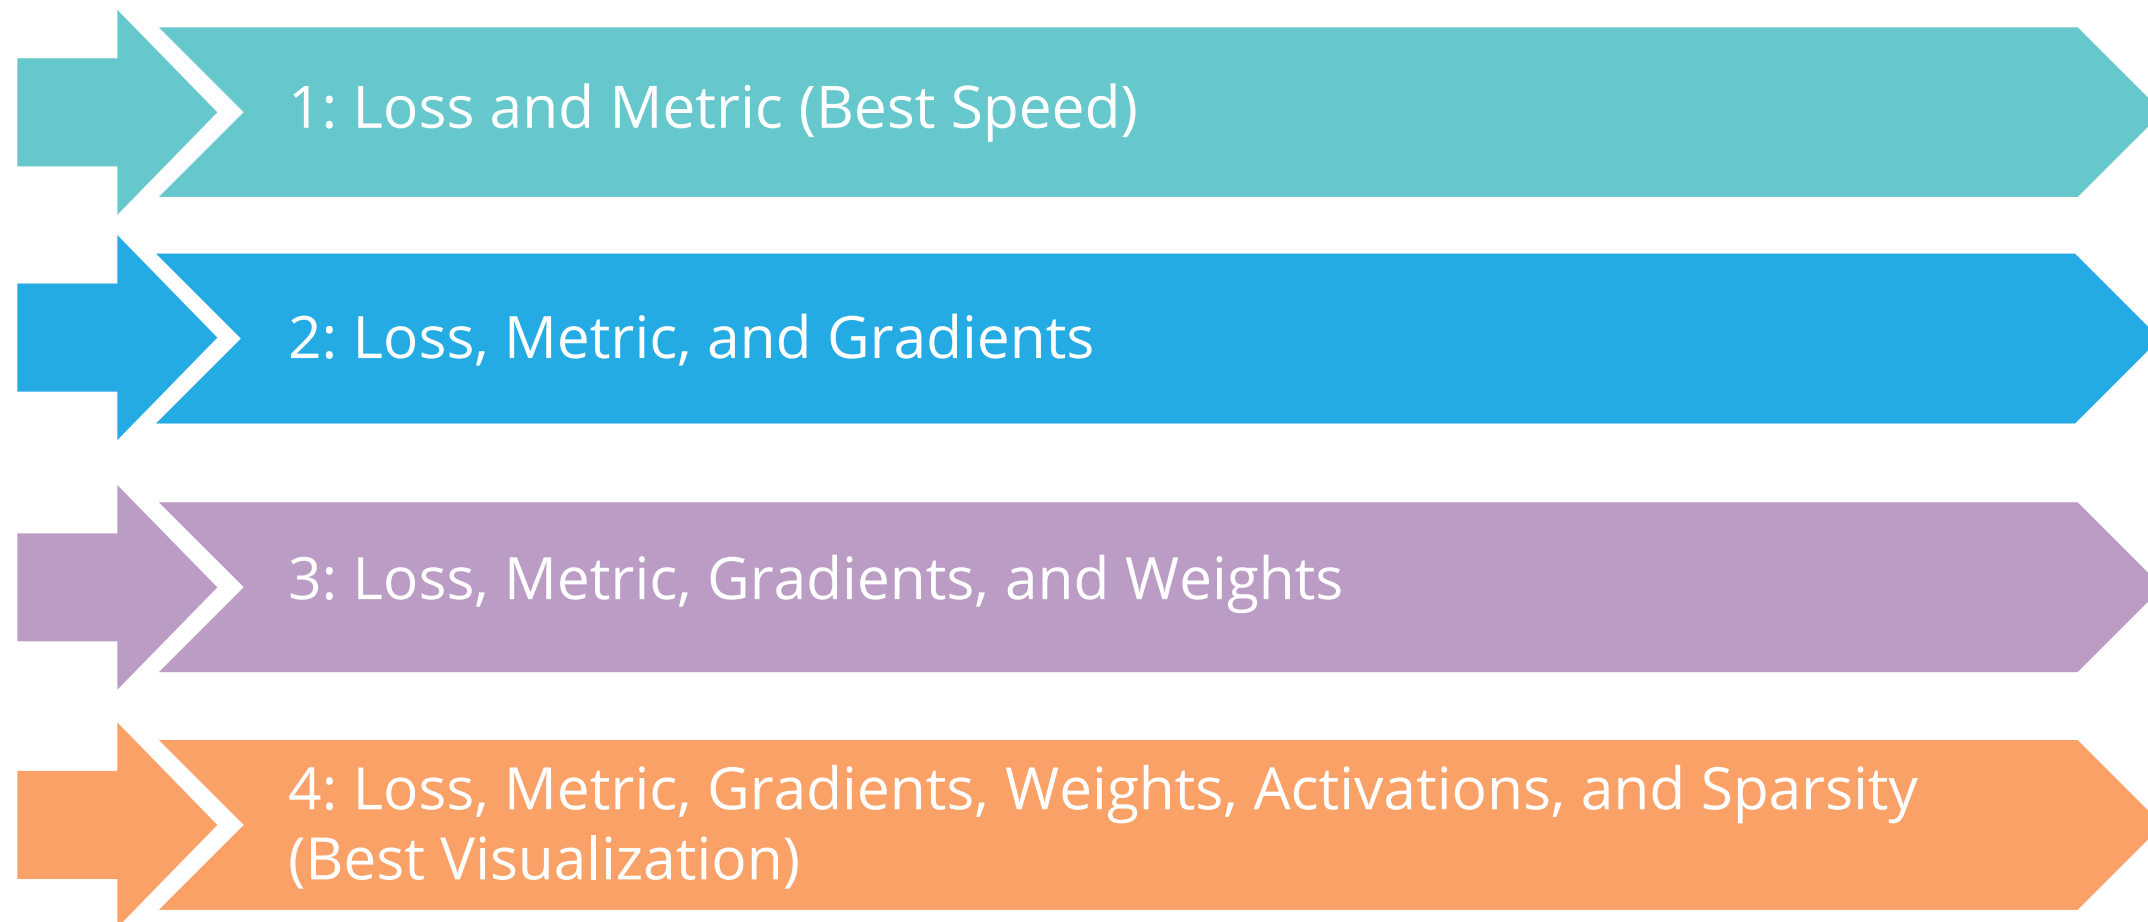 1: Loss and Metric (Best Speed)
2: Loss, Metric, and Gradients
3: Loss, Metric, Gradients, and Weights
4: Loss, Metric, Gradients, Weights, Activations, and Sparsity
(Best Visualization)